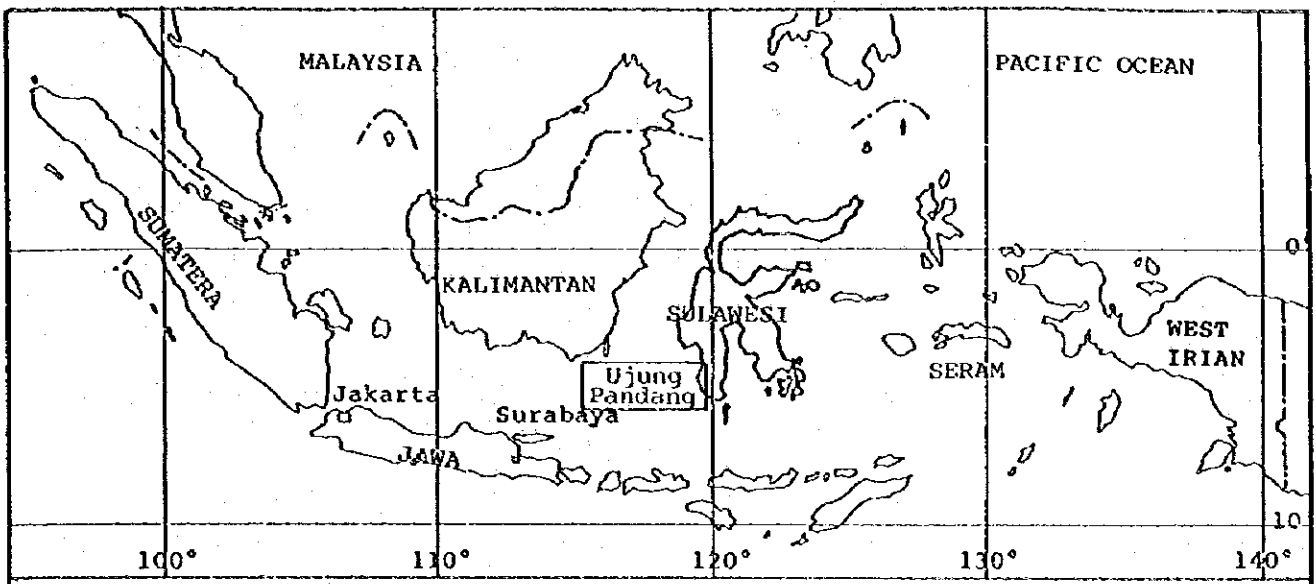 MALAYSIA
PACIFIC OCEAN
SUMATERA
0
KALIMANTAN
SULAWESI
WEST
IRIAN
SERAM
Ujung
Pandang
Jakarta
Surabaya
JAWA
10
100°
110°
120°
130°
140°